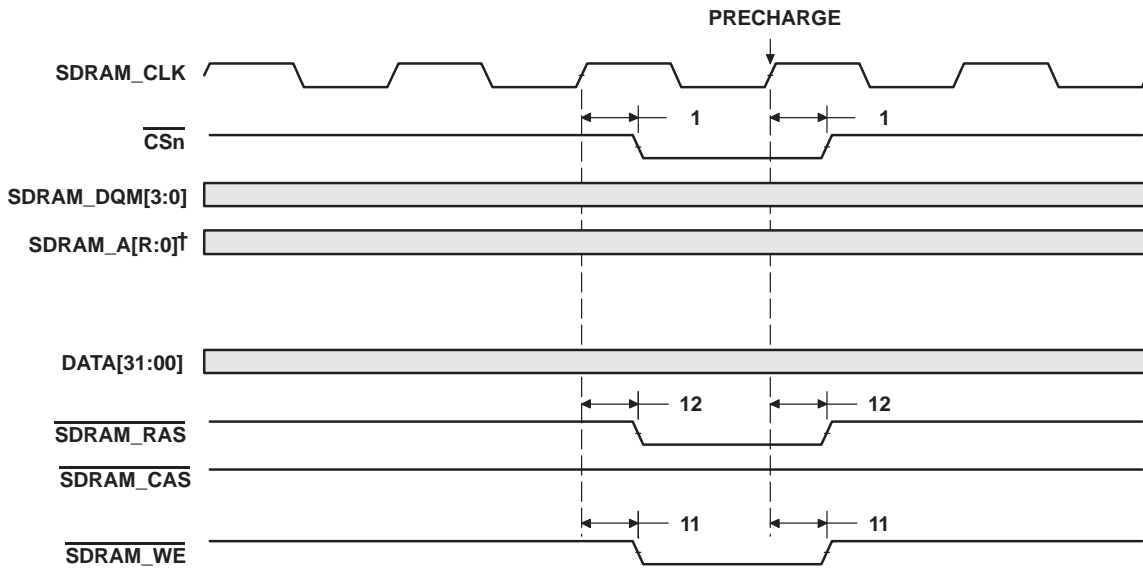 PRECHARGE
SDRAM_CLK
1 1
CSn
SDRAM_DQM[3:0]
SDRAM_A[R:0]†
DATA[31:00]
12 12
SDRAM_RAS
SDRAM_CAS
11 11
SDRAM_WE